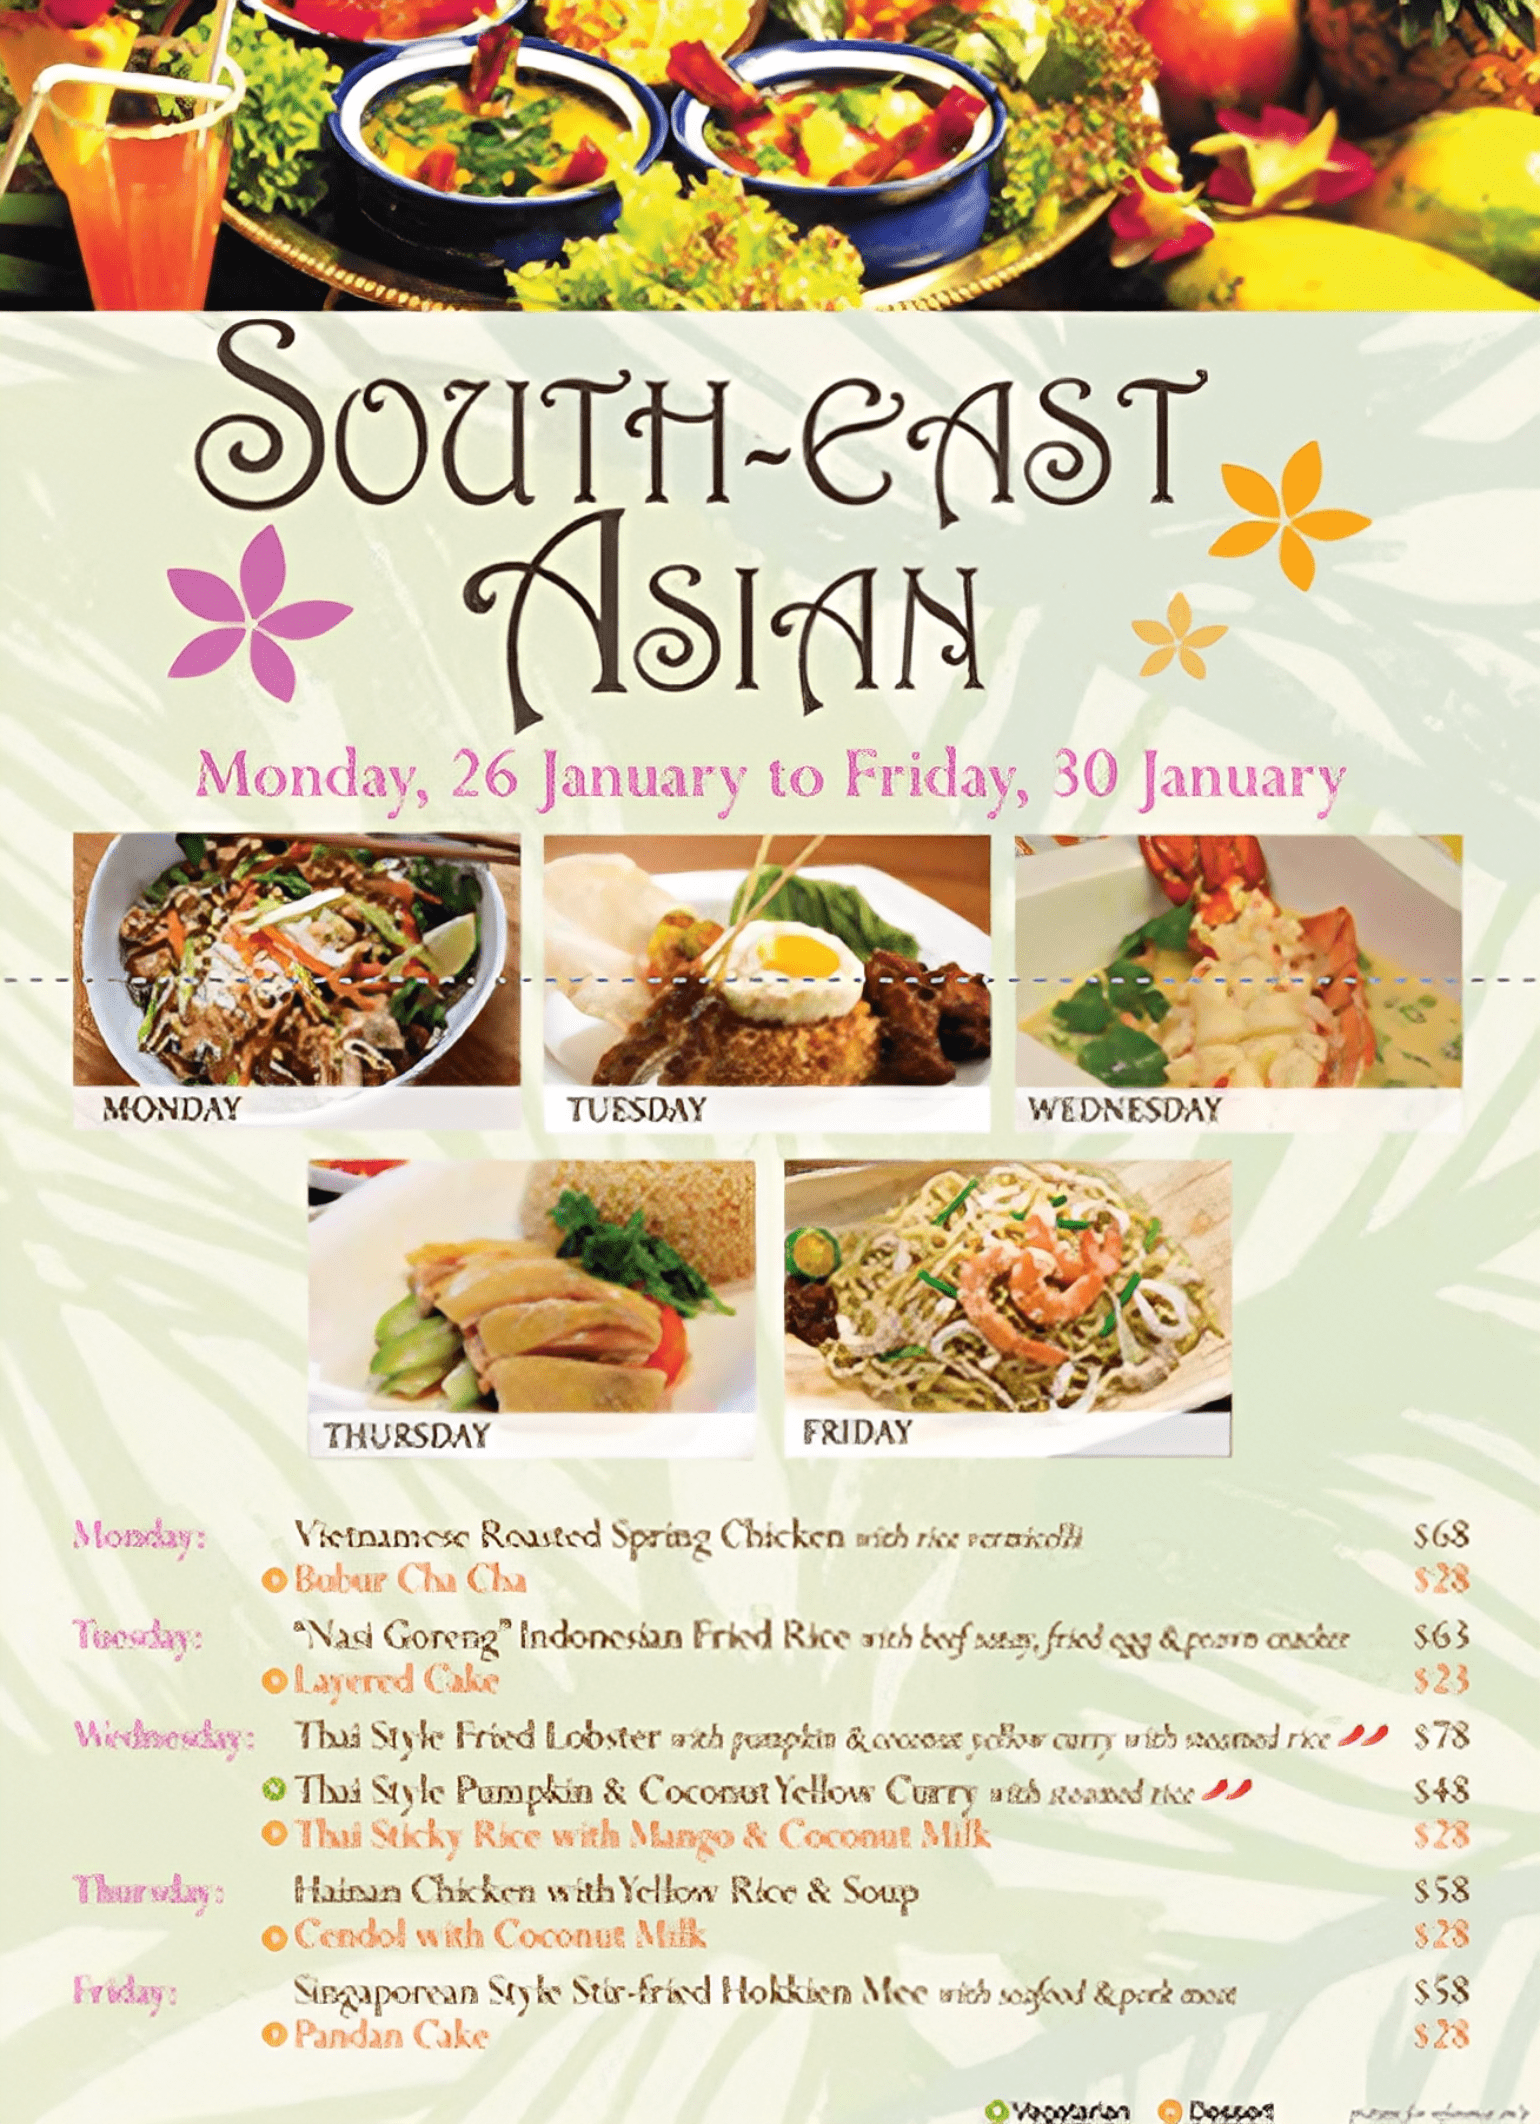 SOUTH-EAST
ASIAN
Monday, 26 January to Friday, 30 January
MONDAY
TUESDAY
WEDNESDAY
THURSDAY
FRIDAY
Monday: Vietnamese Roasted Spring Chicken with rice vermicelli $68
Bubur Cha Cha $28
Tuesday: "Nasi Goreng" Indonesian Fried Rice with beef satay, fried egg & prawn cracker $63
Layered Cake $23
Wednesday: Thai Style Fried Lobster with pumpkin & coconut yellow curry with steamed rice $78
Thai Style Pumpkin & Coconut Yellow Curry with steamed rice $48
Thai Sticky Rice with Mango & Coconut Milk $28
Thursday: Hainan Chicken with Yellow Rice & Soup $58
Cendol with Coconut Milk $28
Friday: Singaporean Style Stir-fried Hokkien Mee with seafood & pork meat $58
Pandan Cake $28
Vegetarian Dessert